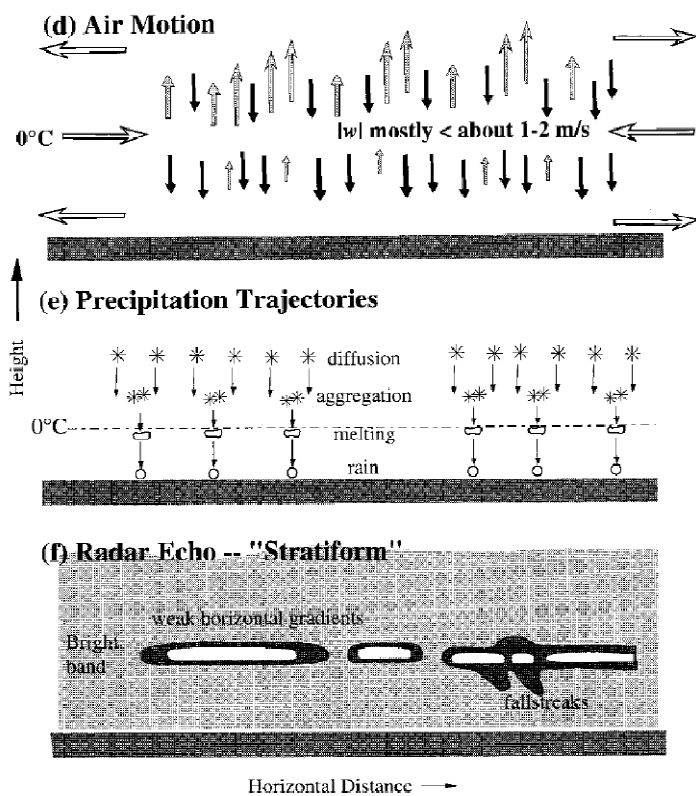 (d) Air Motion
0°C
|w| mostly < about 1-2 m/s
(e) Precipitation Trajectories
Height
diffusion
aggregation
0°C
melting
rain
(f) Radar Echo -- "Stratiform"
weak horizontal gradients
Bright
band
fallstreaks
Horizontal Distance